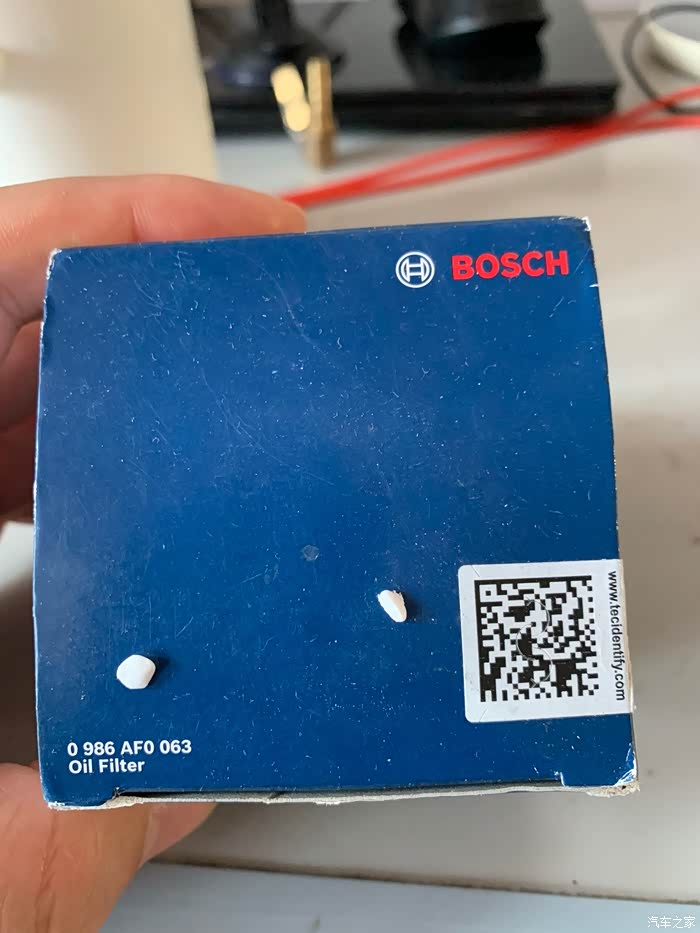 BOSCH
www.tecidentify.com
0 986 AF0 063
Oil Filter
汽车之家